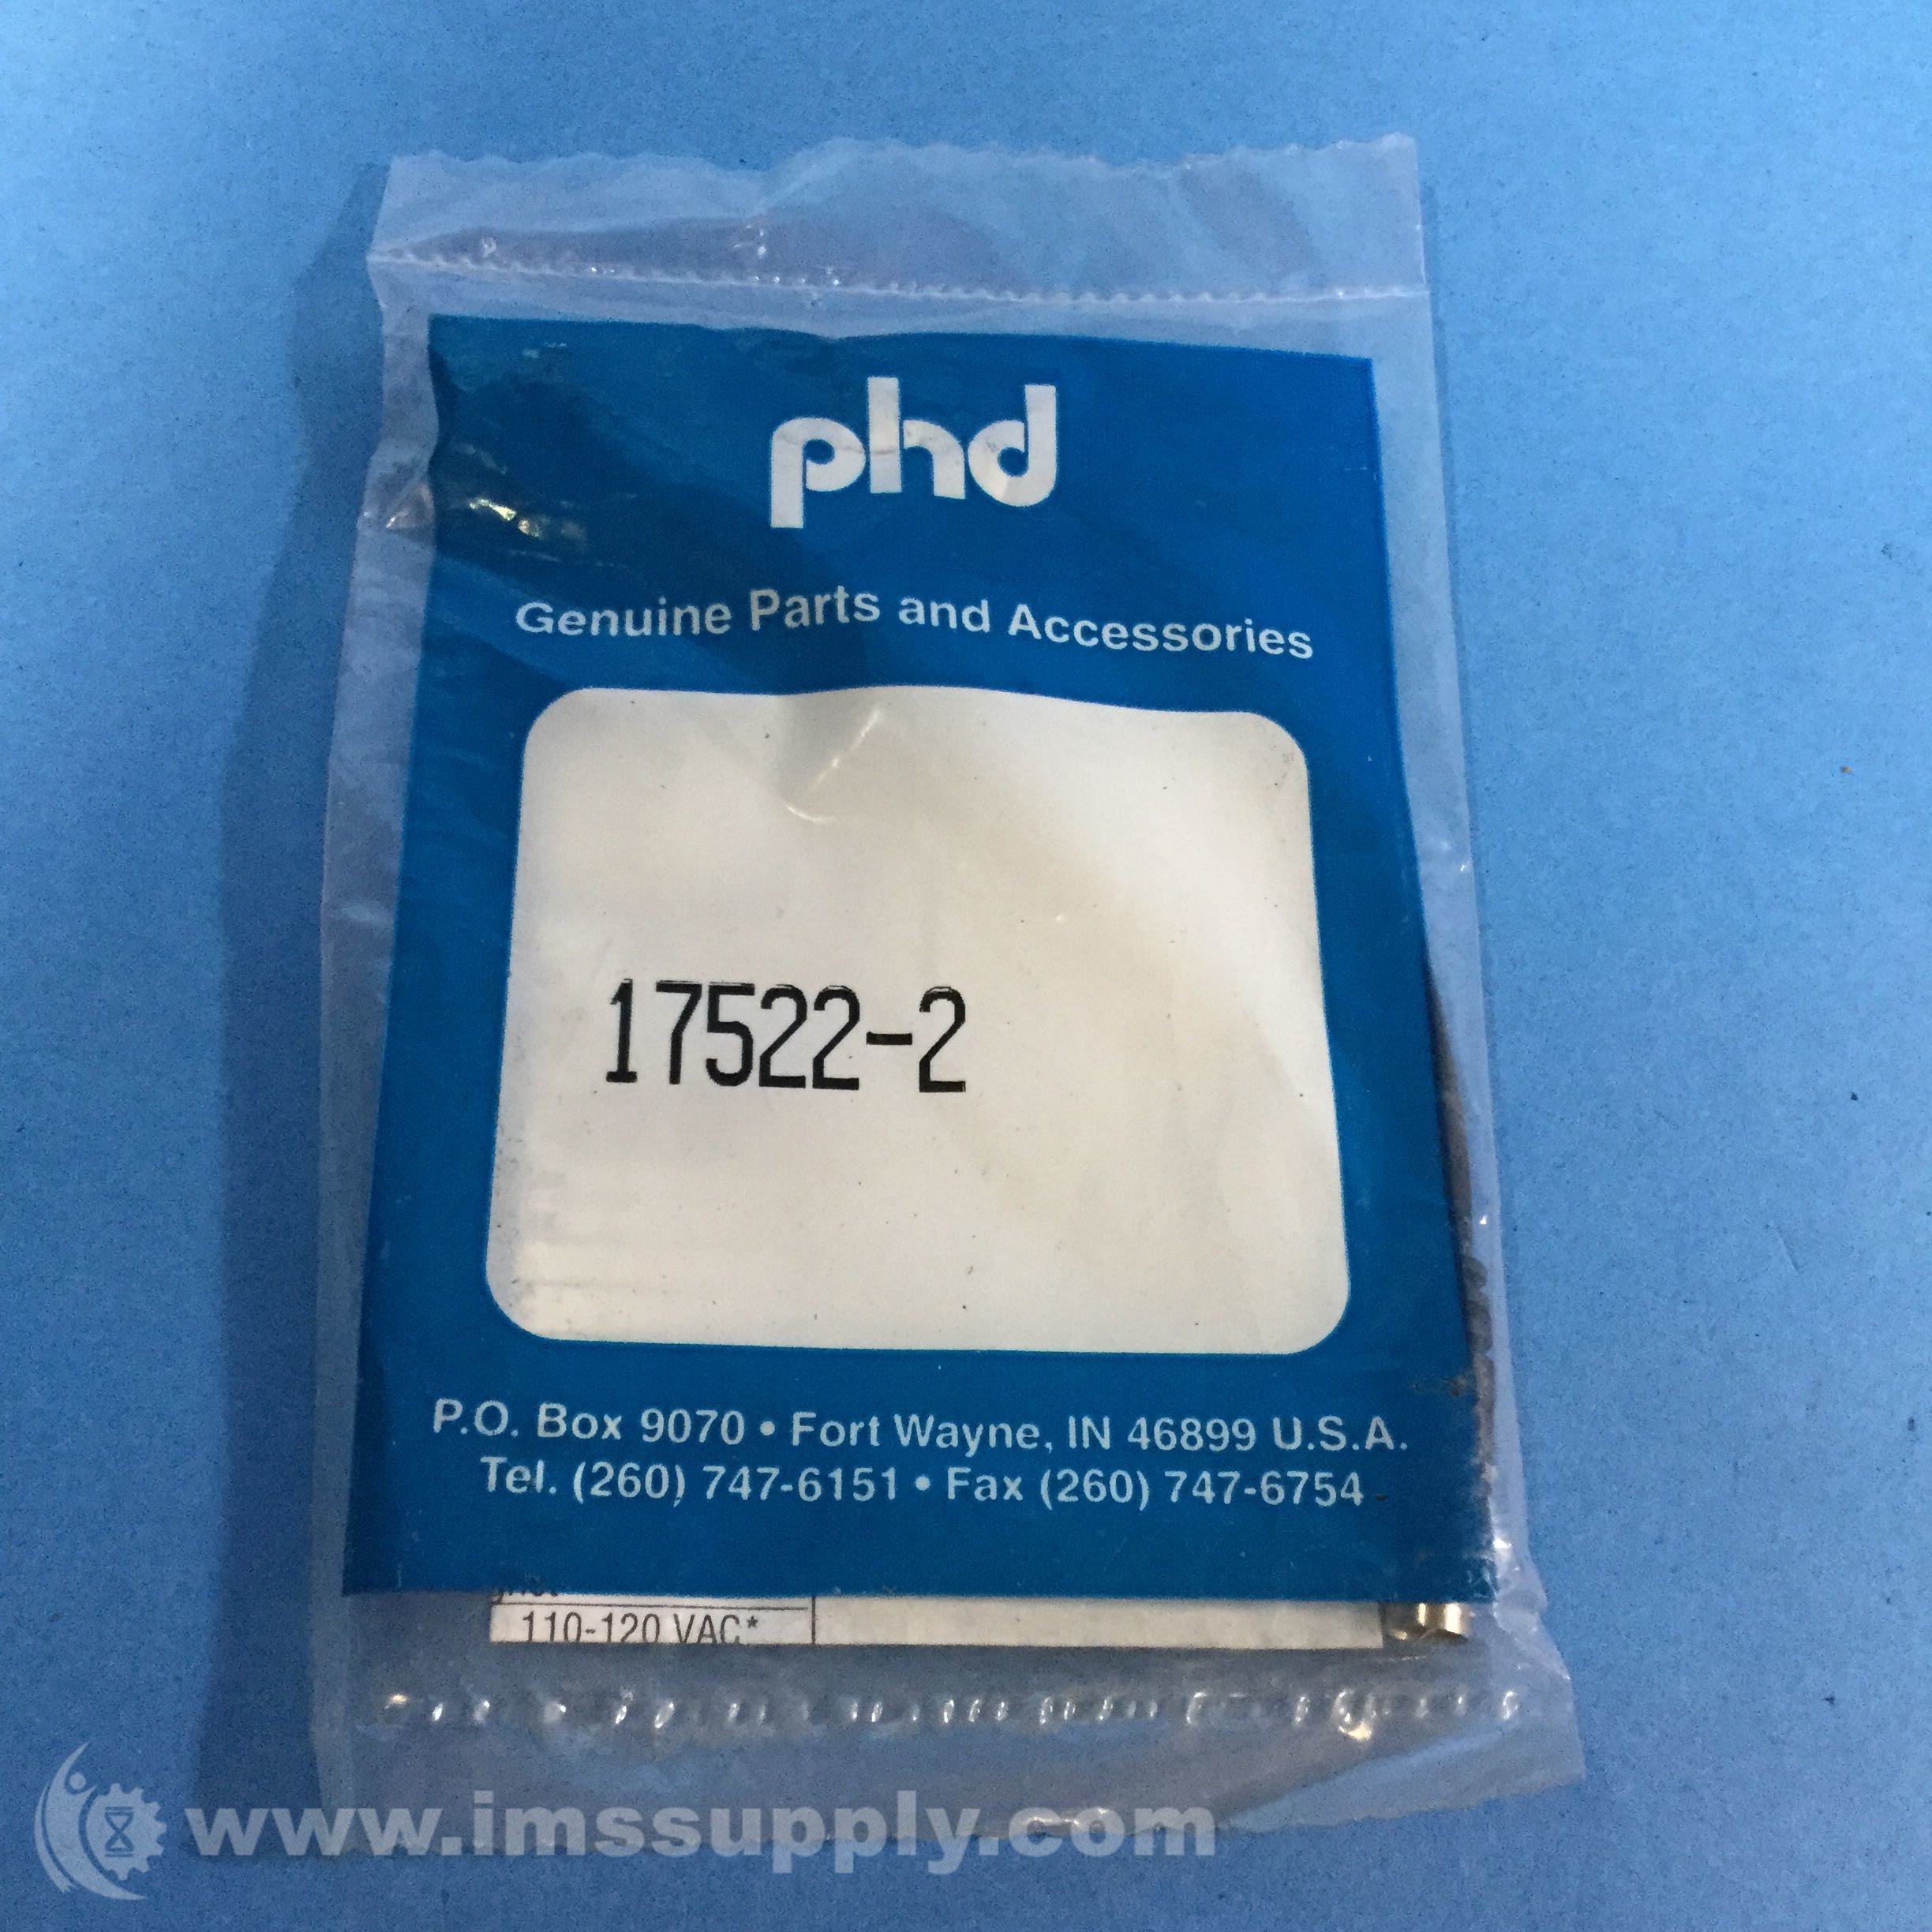 phd
Genuine Parts and Accessories
17522-2
P.O. Box 9070 • Fort Wayne, IN 46899 U.S.A.
Tel. (260) 747-6151 • Fax (260) 747-6754
110-120 VAC*
www.imssupply.com